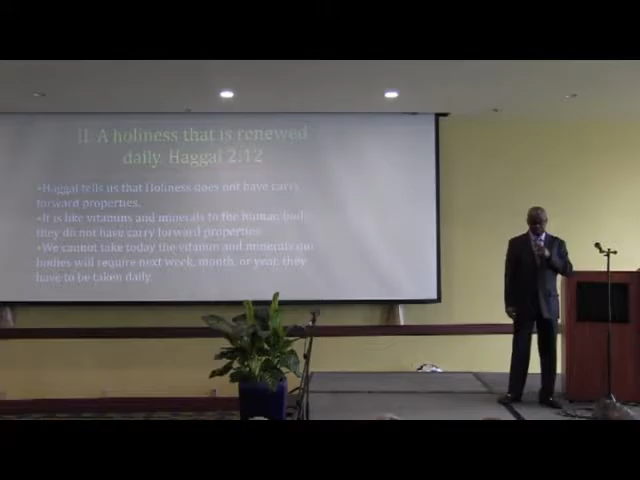 II. A holiness that is renewed
daily. Haggai 2:12
•Haggai tells us that Holiness does not have carry
forward properties.
•It is like vitamins and minerals to the human body
they do not have carry forward properties.
•We cannot take today the vitamin and minerals our
bodies will require next week, month, or year, they
have to be taken daily.